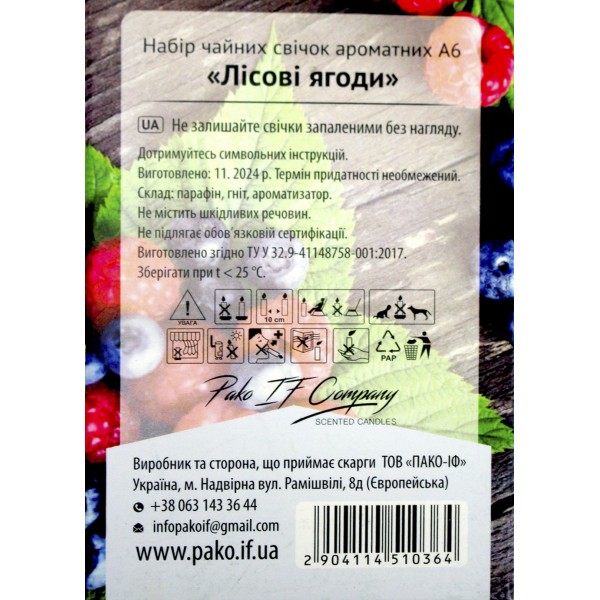 Набір чайних свічок ароматних А6
«Лісові ягоди»
UA Не залишайте свічки запаленими без нагляду.
Дотримуйтесь символьних інструкцій.
Виготовлено: 11. 2024 р. Термін придатності необмежений.
Склад: парафін, гніт, ароматизатор.
Не містить шкідливих речовин.
Не підлягає обов'язковій сертифікації.
Виготовлено згідно ТУ У 32.9-41148758-001:2017.
Зберігати при t < 25 °C.
УВАГА
10 cm
PAP
Pako IF Company
SCENTED CANDLES
Виробник та сторона, що приймає скарги ТОВ «ПАКО-ІФ»
Україна, м. Надвірна вул. Рамішвілі, 8д (Європейська)
+38 063 143 36 44
infopakoif@gmail.com
www.pako.if.ua
2 904114 510364